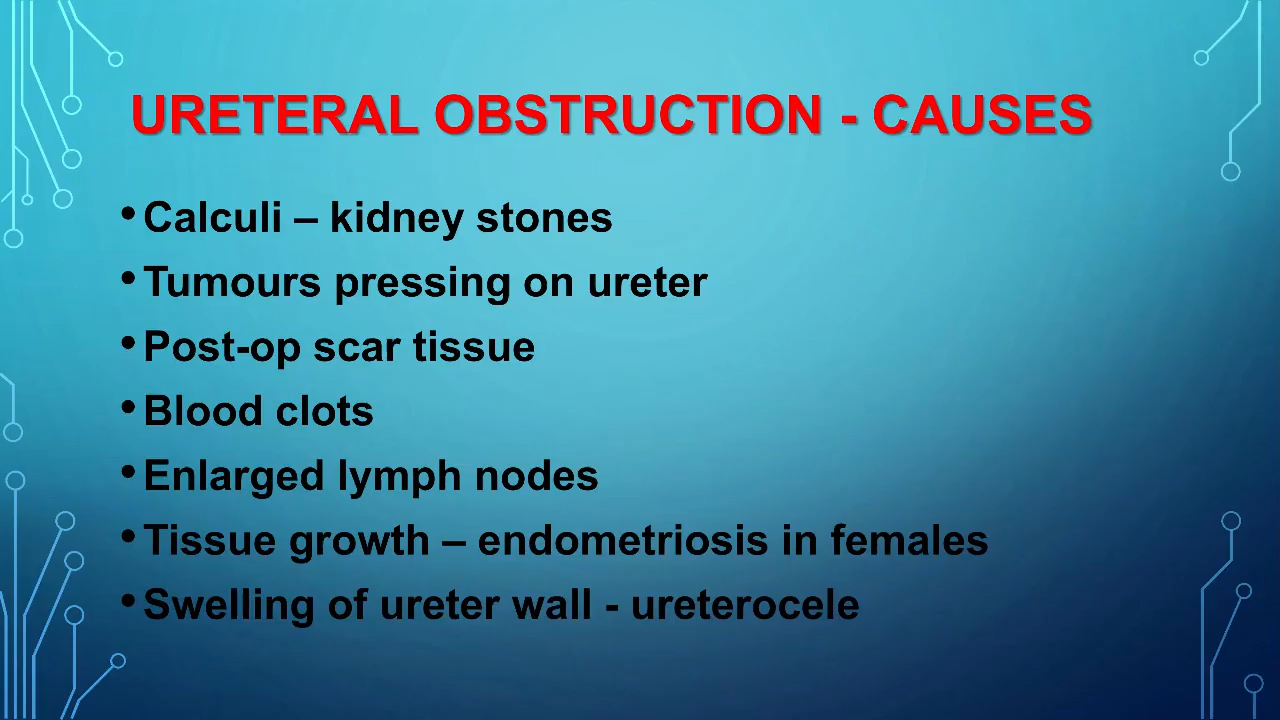 URETERAL OBSTRUCTION - CAUSES
• Calculi – kidney stones
• Tumours pressing on ureter
• Post-op scar tissue
• Blood clots
• Enlarged lymph nodes
• Tissue growth – endometriosis in females
• Swelling of ureter wall - ureterocele